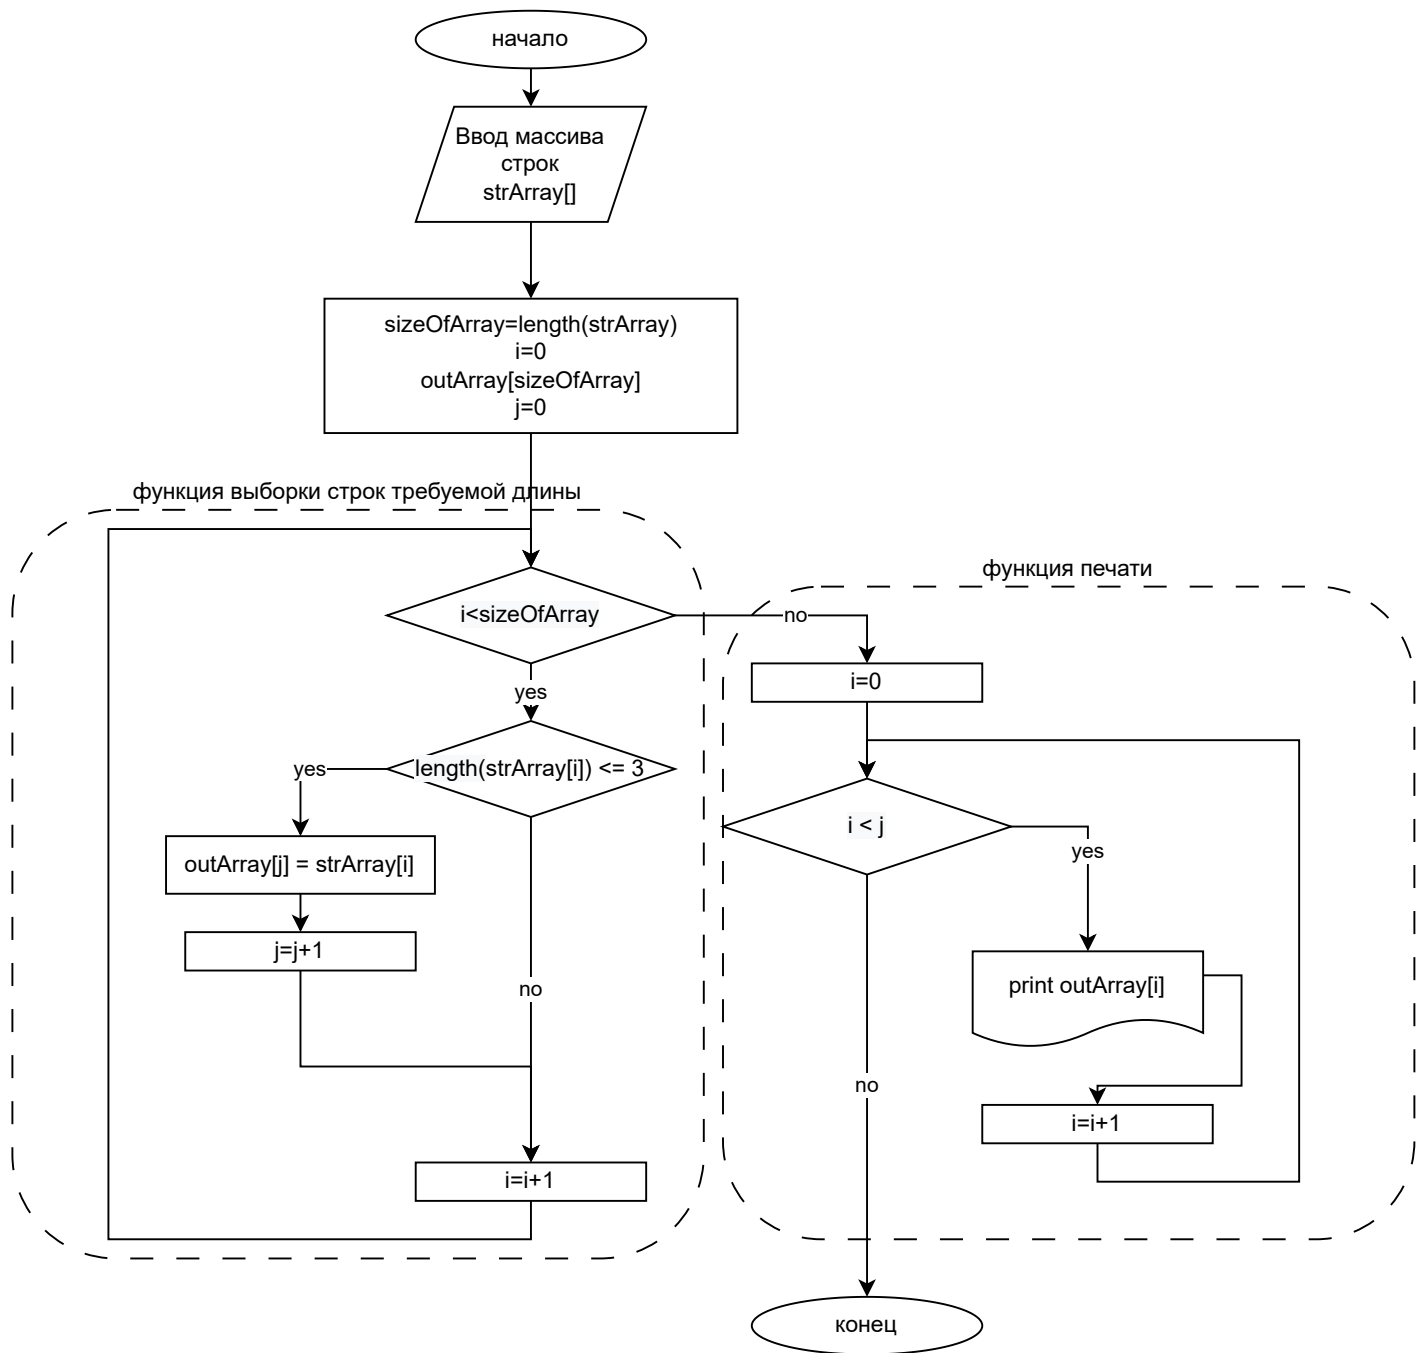 начало
Ввод массива
строк
strArray[]
sizeOfArray=length(strArray)
i=0
outArray[sizeOfArray]
j=0
функция выборки строк требуемой длины
i<sizeOfArray
yes
length(strArray[i]) <= 3
yes
outArray[j] = strArray[i]
j=j+1
no
i=i+1
функция печати
no
i=0
i < j
yes
print outArray[i]
i=i+1
no
конец